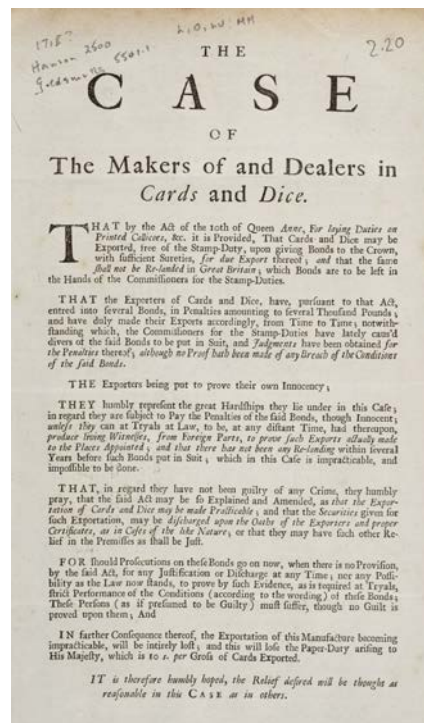 1718?
Hanson 2500
Goldsmiths 5501.1
2.20
THE
CASE
OF
The Makers of and Dealers in
Cards and Dice.
THAT by the Act of the 10th of Queen Anne, For laying Duties on
Printed Callicoes, &c. it is Provided, That Cards and Dice may be
Exported, free of the Stamp-Duty, upon giving Bonds to the Crown,
with sufficient Sureties, for due Export thereof; and that the same
shall not be Re-landed in Great Britain; which Bonds are to be left in
the Hands of the Commissioners for the Stamp-Duties.
THAT the Exporters of Cards and Dice, have, pursuant to that Act,
entred into several Bonds, in Penalties amounting to several Thousand Pounds;
and have duly made their Exports accordingly, from Time to Time; notwith-
standing which, the Commissioners for the Stamp-Duties have lately caus'd
divers of the said Bonds to be put in Suit, and Judgments have been obtained for
the Penalties thereof; although no Proof hath been made of any Breach of the Conditions
of the said Bonds.
THE Exporters being put to prove their own Innocency;
THEY humbly represent the great Hardships they lie under in this Case;
in regard they are subject to Pay the Penalties of the said Bonds, though Innocent;
unless they can at Tryals at Law, to be, at any distant Time, had thereupon,
produce living Witnesses, from Foreign Parts, to prove such Exports actually made
to the Places Appointed; and that there has not been any Re-landing within several
Years before such Bonds put in Suit; which in this Case is impracticable, and
impossible to be done.
THAT, in regard they have not been guilty of any Crime, they humbly
pray, that the said Act may be so Explained and Amended, as that the Expor-
tation of Cards and Dice may be made Practicable; and that the Securities given for
such Exportation, may be discharged upon the Oaths of the Exporters and proper
Certificates, as in Cases of the like Nature; or that they may have such other Re-
lief in the Premisses as shall be Just.
FOR should Prosecutions on these Bonds go on now, when there is no Provision,
by the said Act, for any Justification or Discharge at any Time; nor any Possi-
bility as the Law now stands, to prove by such Evidence, as is required at Tryals,
strict Performance of the Conditions (according to the wording) of these Bonds;
These Persons (as if presumed to be Guilty) must suffer, though no Guilt is
proved upon them; And
IN farther Consequence thereof, the Exportation of this Manufacture becoming
impracticable, will be intirely lost; and this will lose the Paper-Duty arising to
His Majesty, which is 10 s. per Gross of Cards Exported.
IT is therefore humbly hoped, the Relief desired will be thought as
reasonable in this CASE as in others.